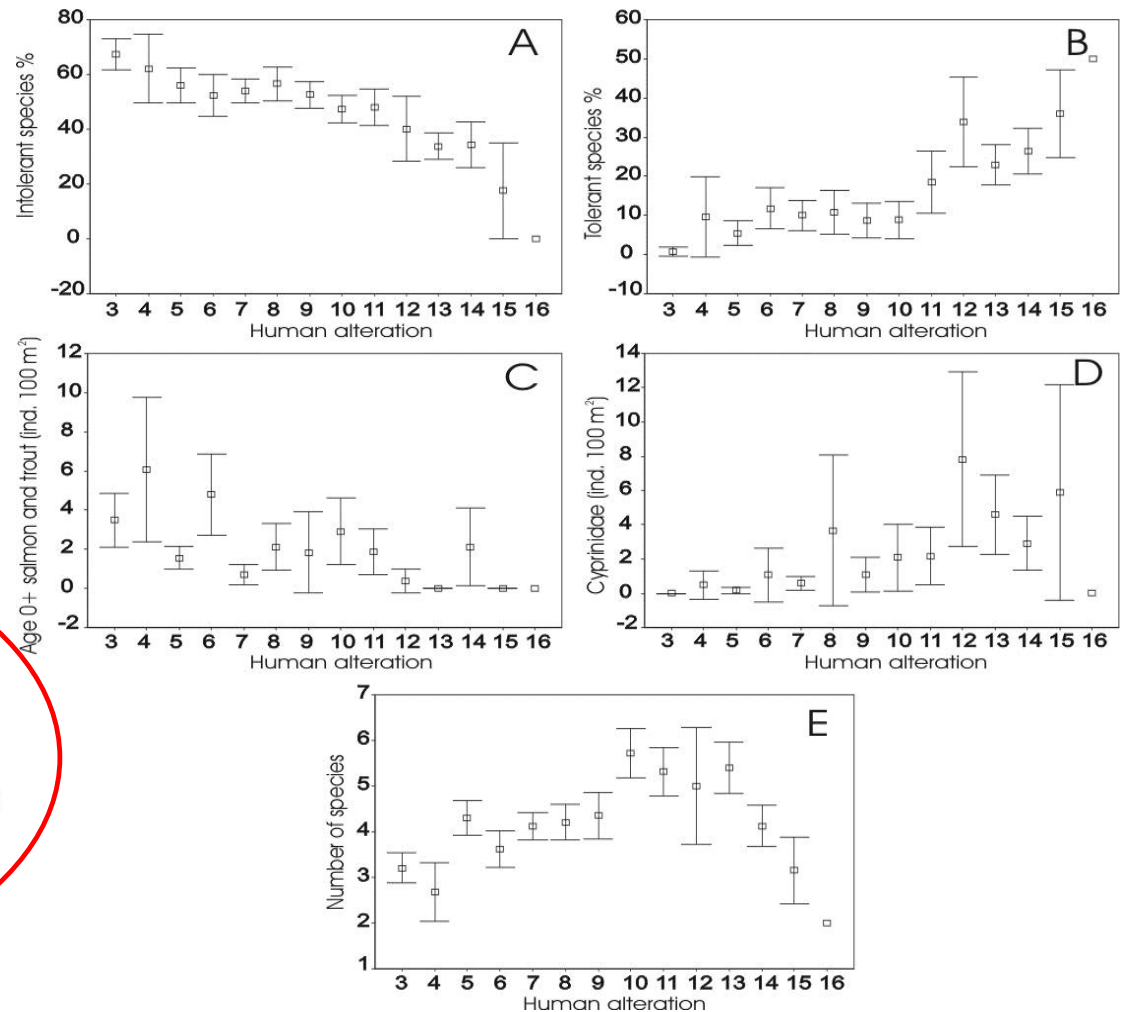 A
Intolerant species %
80
60
40
20
0
-20
3 4 5 6 7 8 9 10 11 12 13 14 15 16
Human alteration
B
Tolerant species %
60
50
40
30
20
10
0
-10
3 4 5 6 7 8 9 10 11 12 13 14 15 16
Human alteration
C
Age 0+ salmon and trout (ind. 100 m²)
12
10
8
6
4
2
0
-2
3 4 5 6 7 8 9 10 11 12 13 14 15 16
Human alteration
D
Cyprinidae (ind. 100 m²)
14
12
10
8
6
4
2
0
-2
3 4 5 6 7 8 9 10 11 12 13 14 15 16
Human alteration
E
Number of species
7
6
5
4
3
2
1
3 4 5 6 7 8 9 10 11 12 13 14 15 16
Human alteration